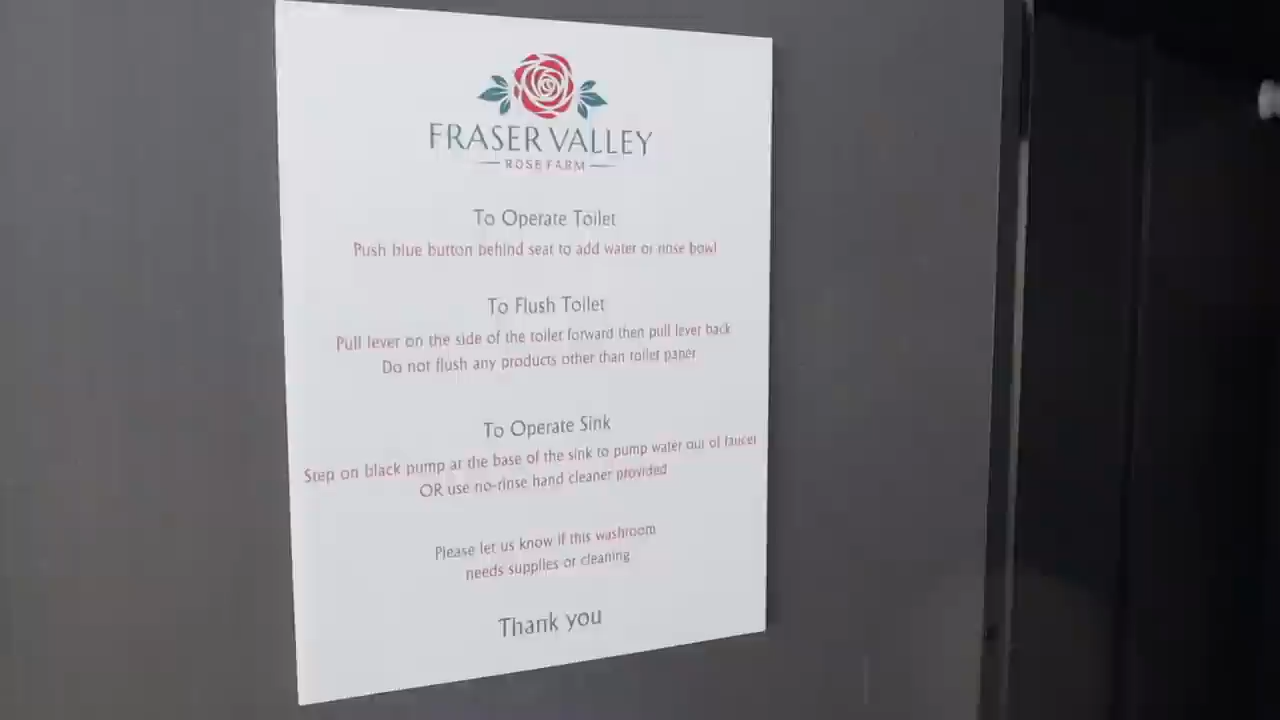 FRASER VALLEY
ROSE FARM
To Operate Toilet
Push blue button behind seat to add water or rinse bowl
To Flush Toilet
Pull lever on the side of the toilet forward then pull lever back
Do not flush any products other than toilet paper
To Operate Sink
Step on black pump at the base of the sink to pump water out of faucet
OR use no-rinse hand cleaner provided
Please let us know if this washroom
needs supplies or cleaning
Thank you